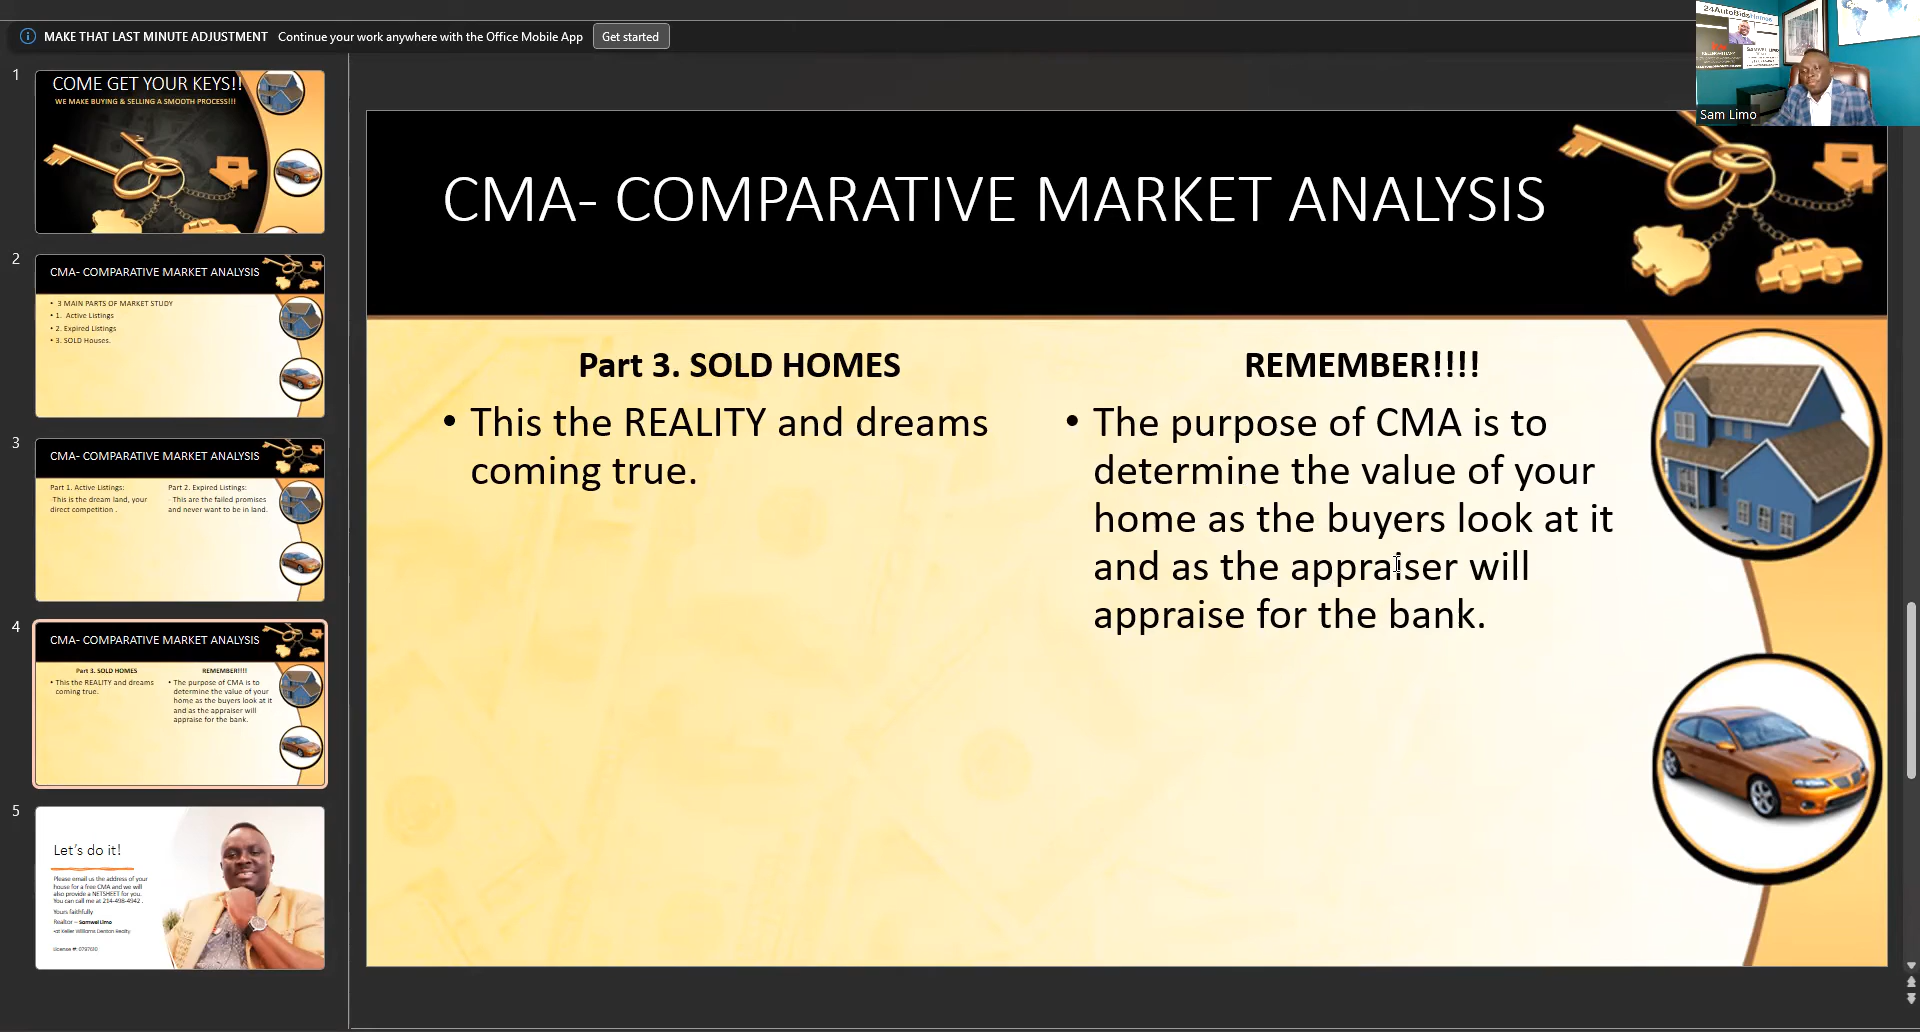 MAKE THAT LAST MINUTE ADJUSTMENT Continue your work anywhere with the Office Mobile App Get started
24AutoBidsHomes
SAMUEL LIMO
Sam Limo
1
COME GET YOUR KEYS!!
WE MAKE BUYING & SELLING A SMOOTH PROCESS!!!
2
CMA- COMPARATIVE MARKET ANALYSIS
• 3 MAIN PARTS OF MARKET STUDY
• 1. Active Listings
• 2. Expired Listings
• 3. SOLD Houses.
3
CMA- COMPARATIVE MARKET ANALYSIS
Part 1. Active Listings:
-This is the dream land, your
direct competition .
Part 2. Expired Listings:
- This are the failed promises
and never want to be in land.
4
CMA- COMPARATIVE MARKET ANALYSIS
Part 3. SOLD HOMES
• This the REALITY and dreams
coming true.
REMEMBER!!!!
• The purpose of CMA is to
determine the value of your
home as the buyers look at it
and as the appraiser will
appraise for the bank.
5
Let's do it!
Please email us the address of your
house for a free CMA and we will
also provide a NETSHEET for you.
You can call me at 214-498-4942 .
Yours faithfully
Realtor – Samwel Limo
-at Keller Williams Denton Realty
License #: 0787610
CMA- COMPARATIVE MARKET ANALYSIS
Part 3. SOLD HOMES
• This the REALITY and dreams
coming true.
REMEMBER!!!!
• The purpose of CMA is to
determine the value of your
home as the buyers look at it
and as the appraiser will
appraise for the bank.